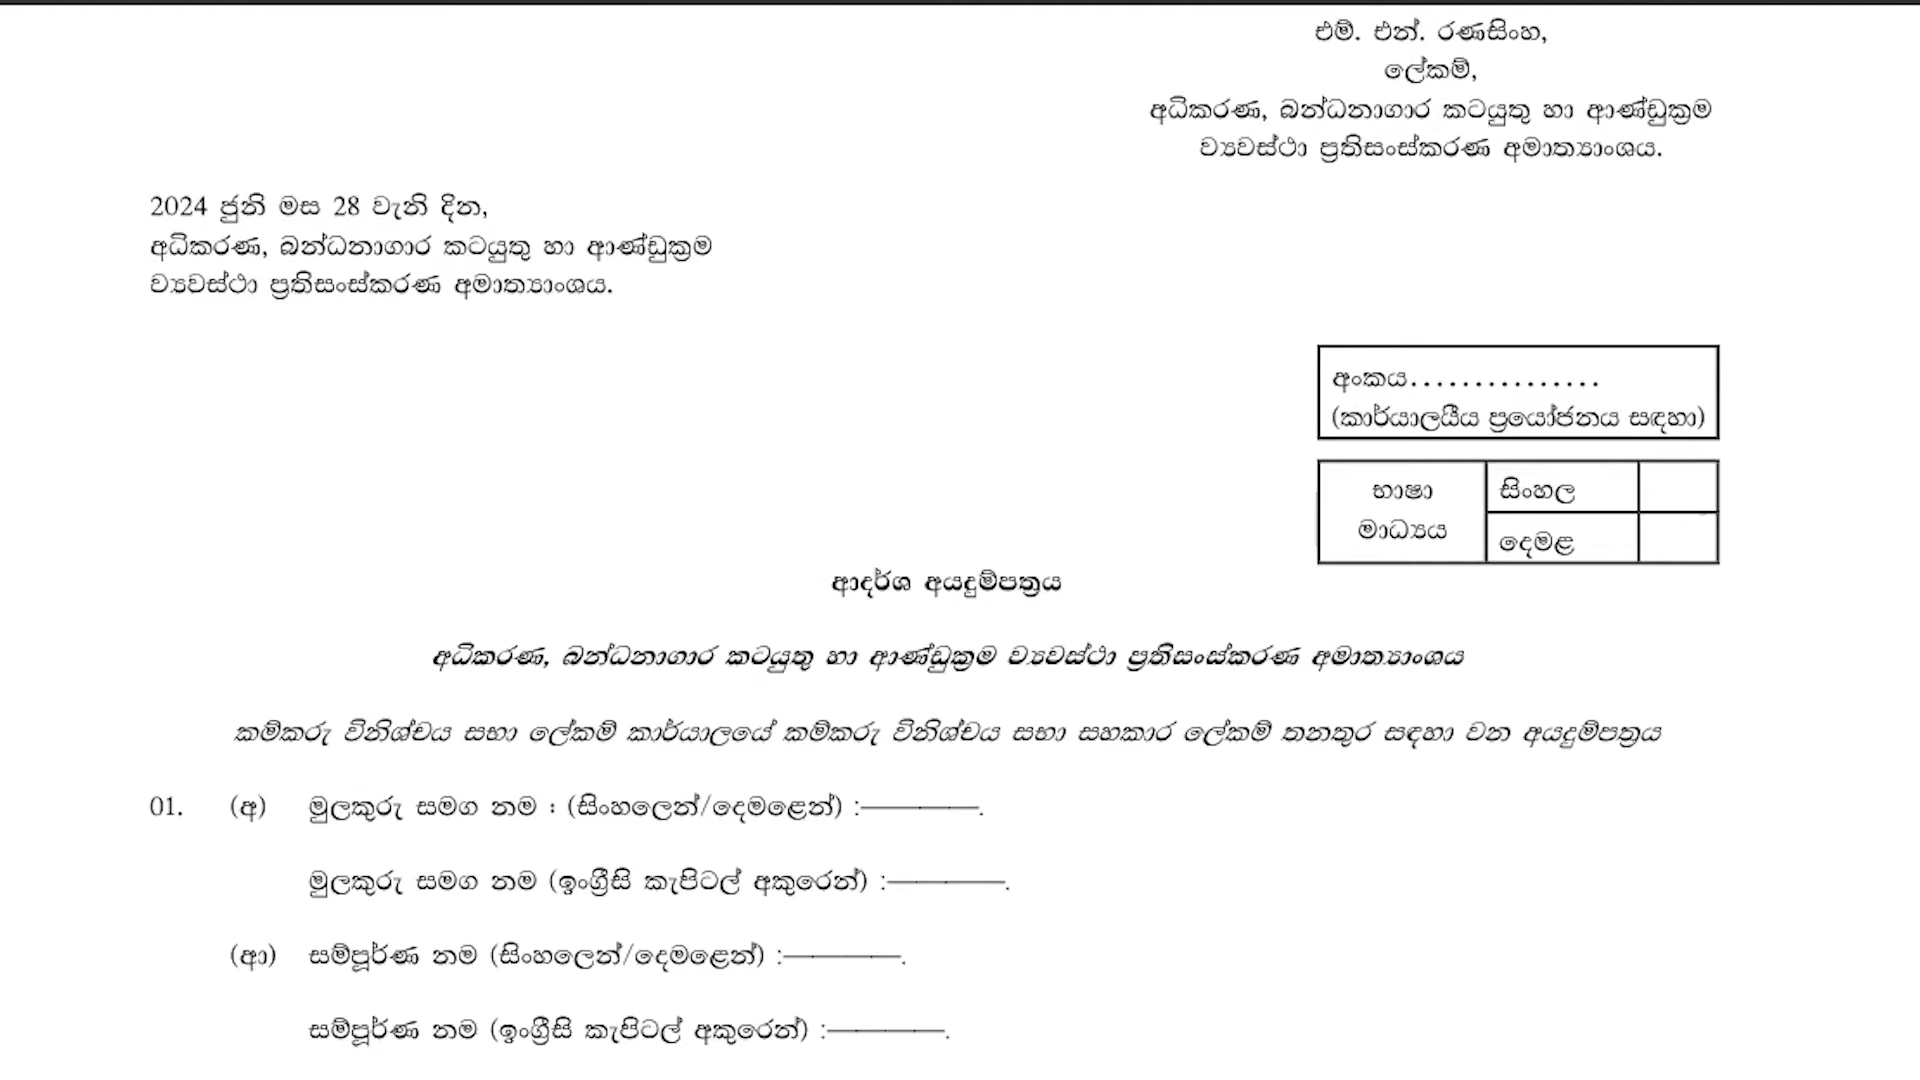 එම්. එන්. රණසිංහ,
ලේකම්,
අධිකරණ, බන්ධනාගාර කටයුතු හා ආණ්ඩුක්‍රම
ව්‍යවස්ථා ප්‍රතිසංස්කරණ අමාත්‍යාංශය.
2024 ජුනි මස 28 වැනි දින,
අධිකරණ, බන්ධනාගාර කටයුතු හා ආණ්ඩුක්‍රම
ව්‍යවස්ථා ප්‍රතිසංස්කරණ අමාත්‍යාංශය.
අංකය...............
(කාර්යාලයීය ප්‍රයෝජනය සඳහා)
භාෂා මාධ්‍යය
සිංහල
දෙමළ
ආදර්ශ අයදුම්පත්‍රය
අධිකරණ, බන්ධනාගාර කටයුතු හා ආණ්ඩුක්‍රම ව්‍යවස්ථා ප්‍රතිසංස්කරණ අමාත්‍යාංශය
කම්කරු විනිශ්චය සභා ලේකම් කාර්යාලයේ කම්කරු විනිශ්චය සභා සහකාර ලේකම් තනතුර සඳහා වන අයදුම්පත්‍රය
01. (අ) මුලකුරු සමග නම : (සිංහලෙන්/දෙමළෙන්) :————.
මුලකුරු සමග නම (ඉංග්‍රීසි කැපිටල් අකුරෙන්) :————.
(ආ) සම්පූර්ණ නම (සිංහලෙන්/දෙමළෙන්) :————.
සම්පූර්ණ නම (ඉංග්‍රීසි කැපිටල් අකුරෙන්) :————.